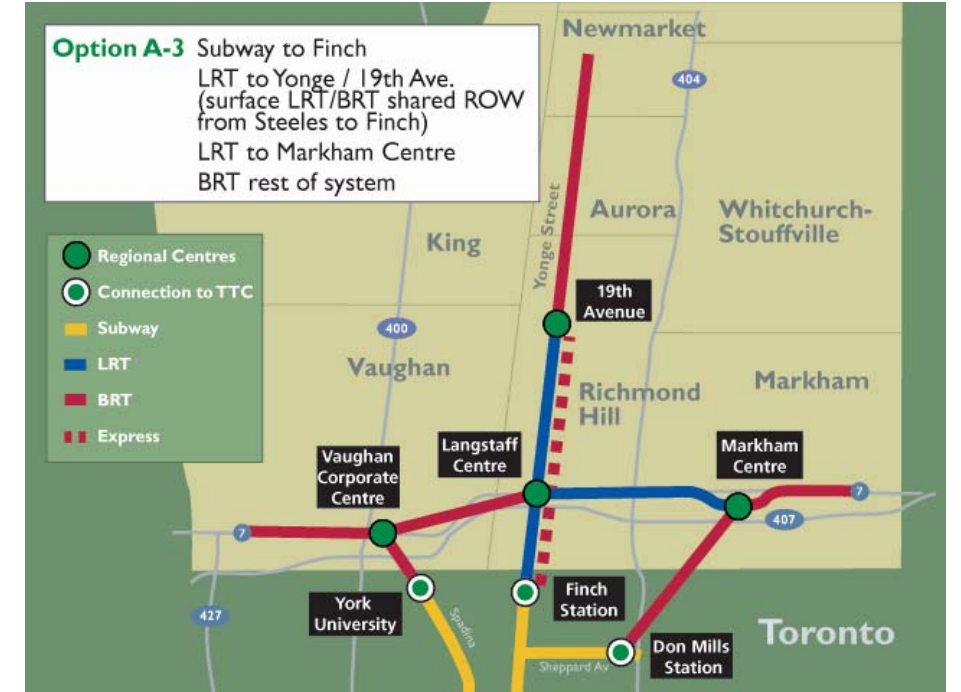 Newmarket
Option A-3 Subway to Finch
LRT to Yonge / 19th Ave.
(surface LRT/BRT shared ROW
from Steeles to Finch)
LRT to Markham Centre
BRT rest of system
404
Yonge Street
Aurora
Whitchurch-
Stouffville
King
Regional Centres
Connection to TTC
Subway
LRT
BRT
Express
19th
Avenue
400
Vaughan
Richmond
Hill
Markham
Vaughan
Corporate
Centre
Langstaff
Centre
Markham
Centre
7
7
407
427
York
University
Spadina
Finch
Station
Toronto
Don Mills
Station
Sheppard Av